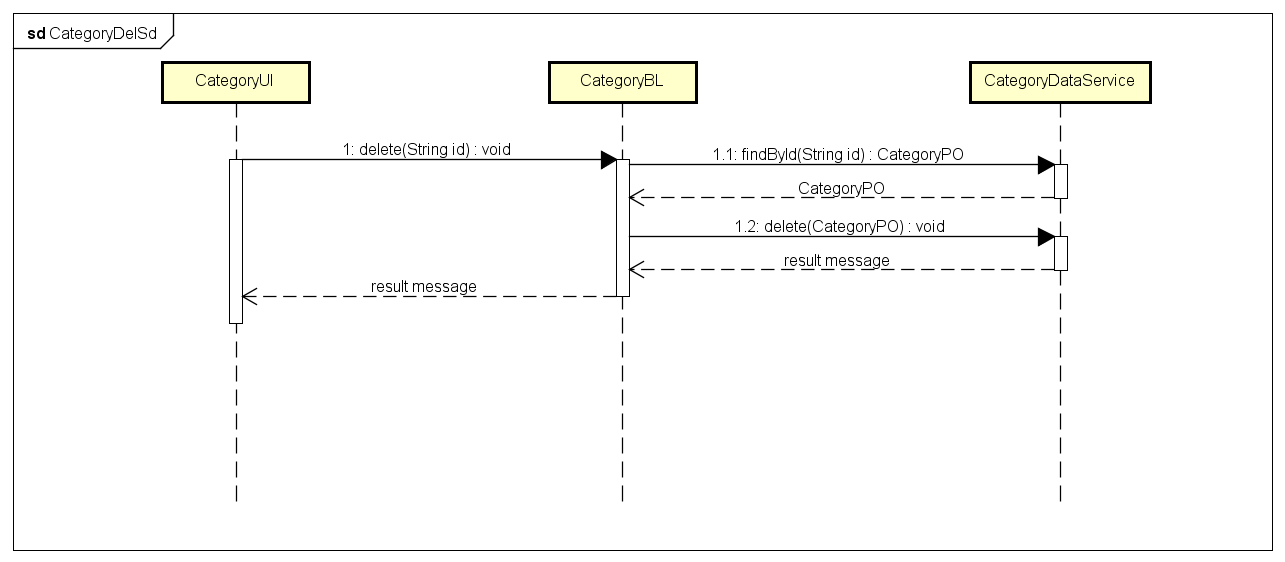 sd CategoryDelSd
CategoryUI
CategoryBL
CategoryDataService
1: delete(String id) : void
1.1: findById(String id) : CategoryPO
CategoryPO
1.2: delete(CategoryPO) : void
result message
result message